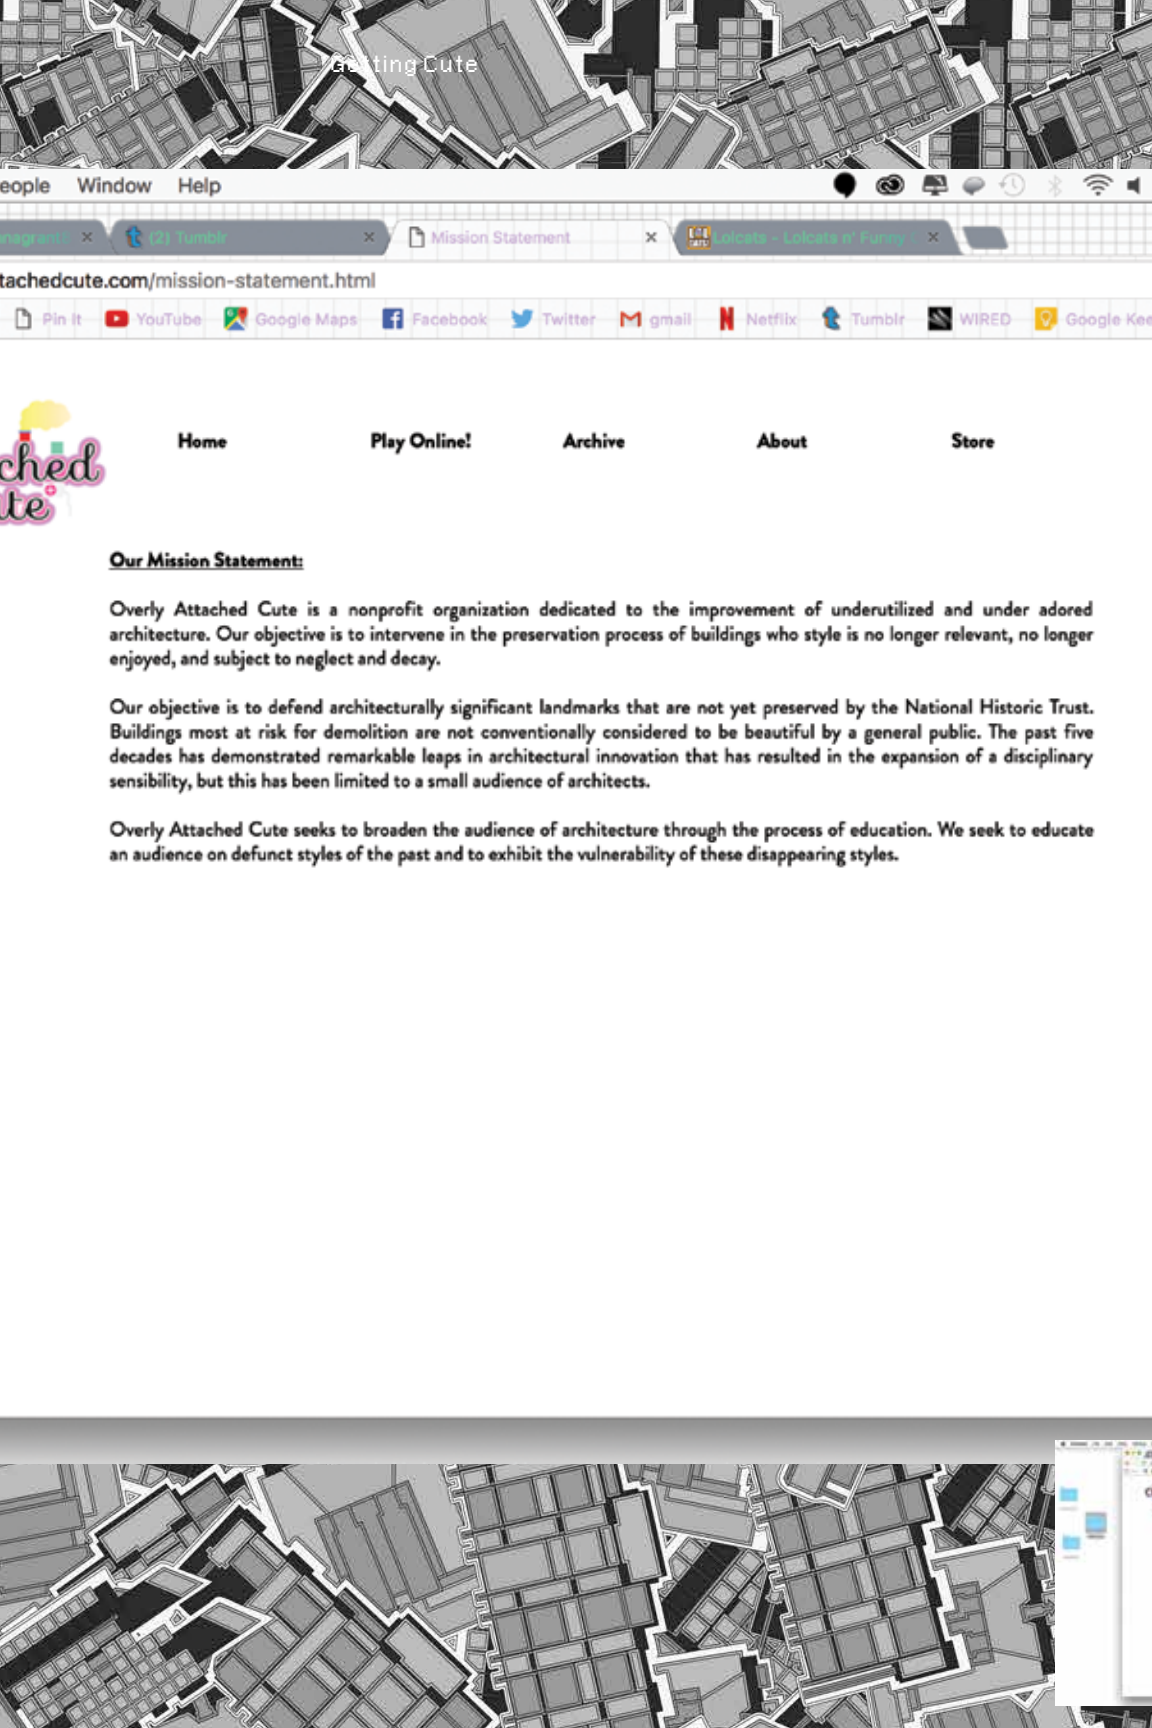 Getting Cute
eople Window Help
(2) Tumblr Mission Statement Lolcats - Lolcats n' Funny
tachedcute.com/mission-statement.html
Pin It YouTube Google Maps Facebook Twitter gmail Netflix Tumblr WIRED Google Kee
ched
te
Home Play Online! Archive About Store
Our Mission Statement:
Overly Attached Cute is a nonprofit organization dedicated to the improvement of underutilized and under adored
architecture. Our objective is to intervene in the preservation process of buildings who style is no longer relevant, no longer
enjoyed, and subject to neglect and decay.
Our objective is to defend architecturally significant landmarks that are not yet preserved by the National Historic Trust.
Buildings most at risk for demolition are not conventionally considered to be beautiful by a general public. The past five
decades has demonstrated remarkable leaps in architectural innovation that has resulted in the expansion of a disciplinary
sensibility, but this has been limited to a small audience of architects.
Overly Attached Cute seeks to broaden the audience of architecture through the process of education. We seek to educate
an audience on defunct styles of the past and to exhibit the vulnerability of these disappearing styles.